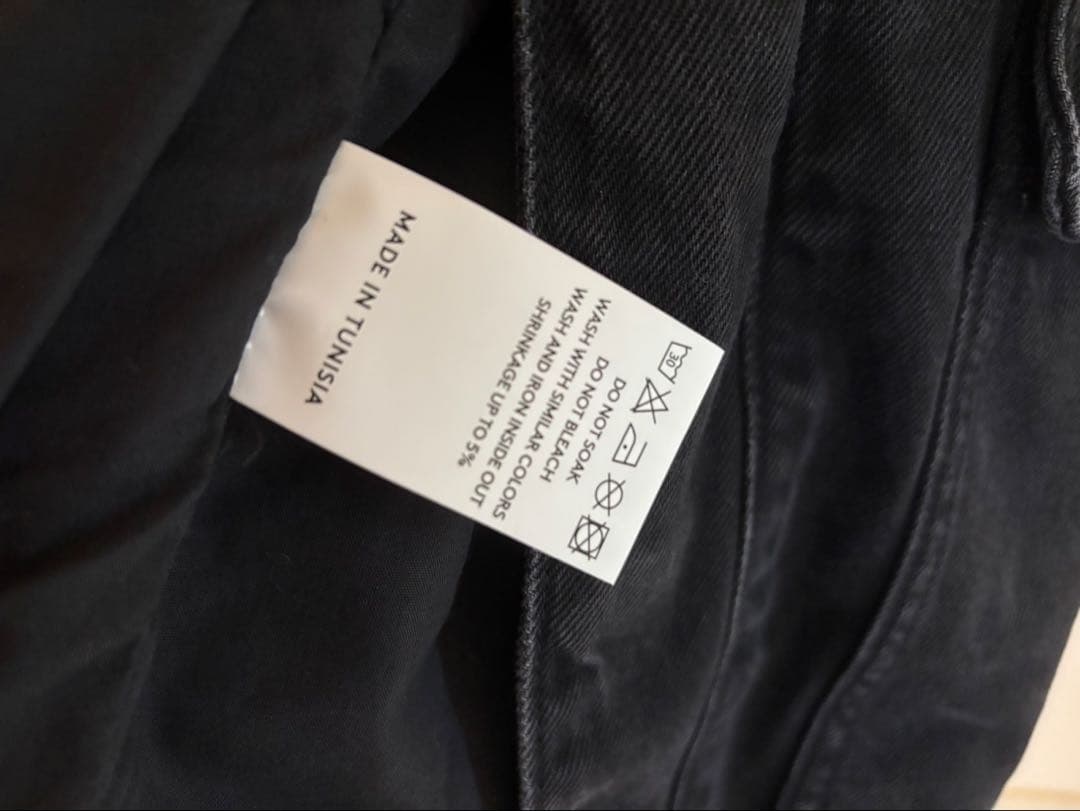 30
DO NOT SOAK
DO NOT BLEACH
WASH WITH SIMILAR COLORS
WASH AND IRON INSIDE OUT
SHRINKAGE UP TO 5%
MADE IN TUNISIA